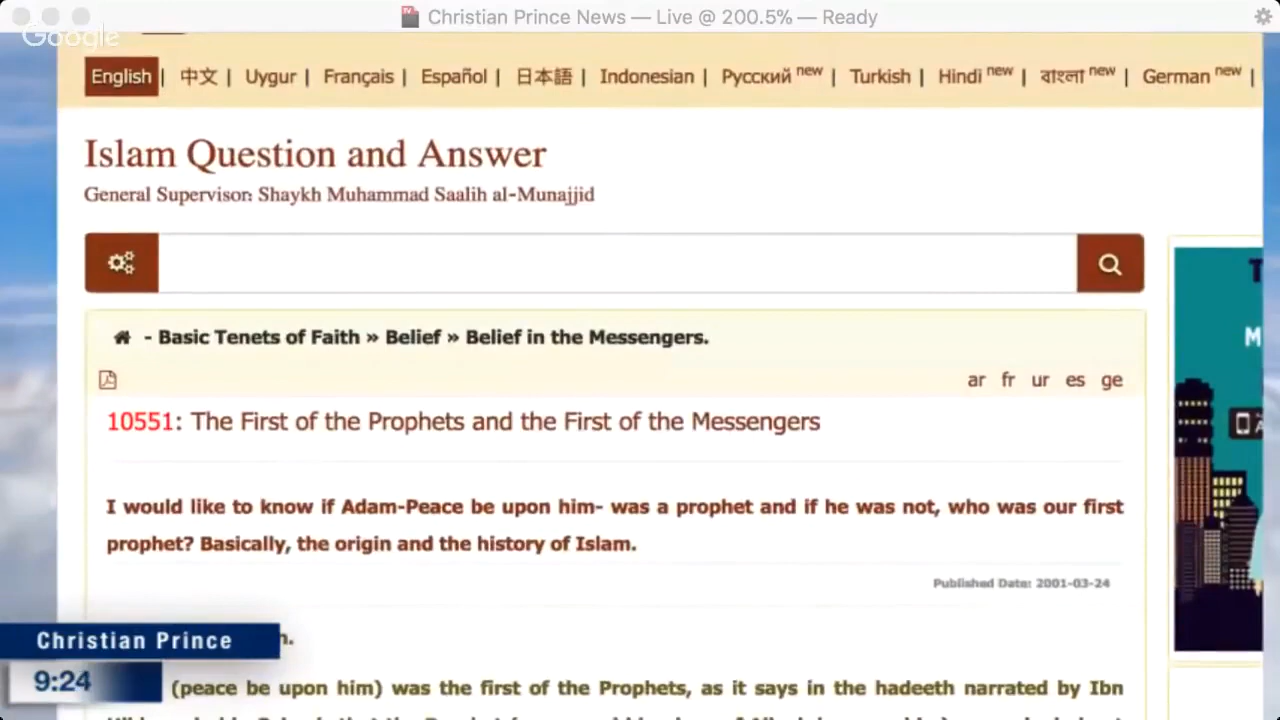 Christian Prince News — Live @ 200.5% — Ready
Google
English | 中文 | Uygur | Français | Español | 日本語 | Indonesian | Русский new | Turkish | Hindi new | বাংলা new | German new |
Islam Question and Answer
General Supervisor: Shaykh Muhammad Saalih al-Munajjid
- Basic Tenets of Faith » Belief » Belief in the Messengers.
ar fr ur es ge
10551: The First of the Prophets and the First of the Messengers
I would like to know if Adam-Peace be upon him- was a prophet and if he was not, who was our first
prophet? Basically, the origin and the history of Islam.
Published Date: 2001-03-24
Christian Prince
9:24
(peace be upon him) was the first of the Prophets, as it says in the hadeeth narrated by Ibn